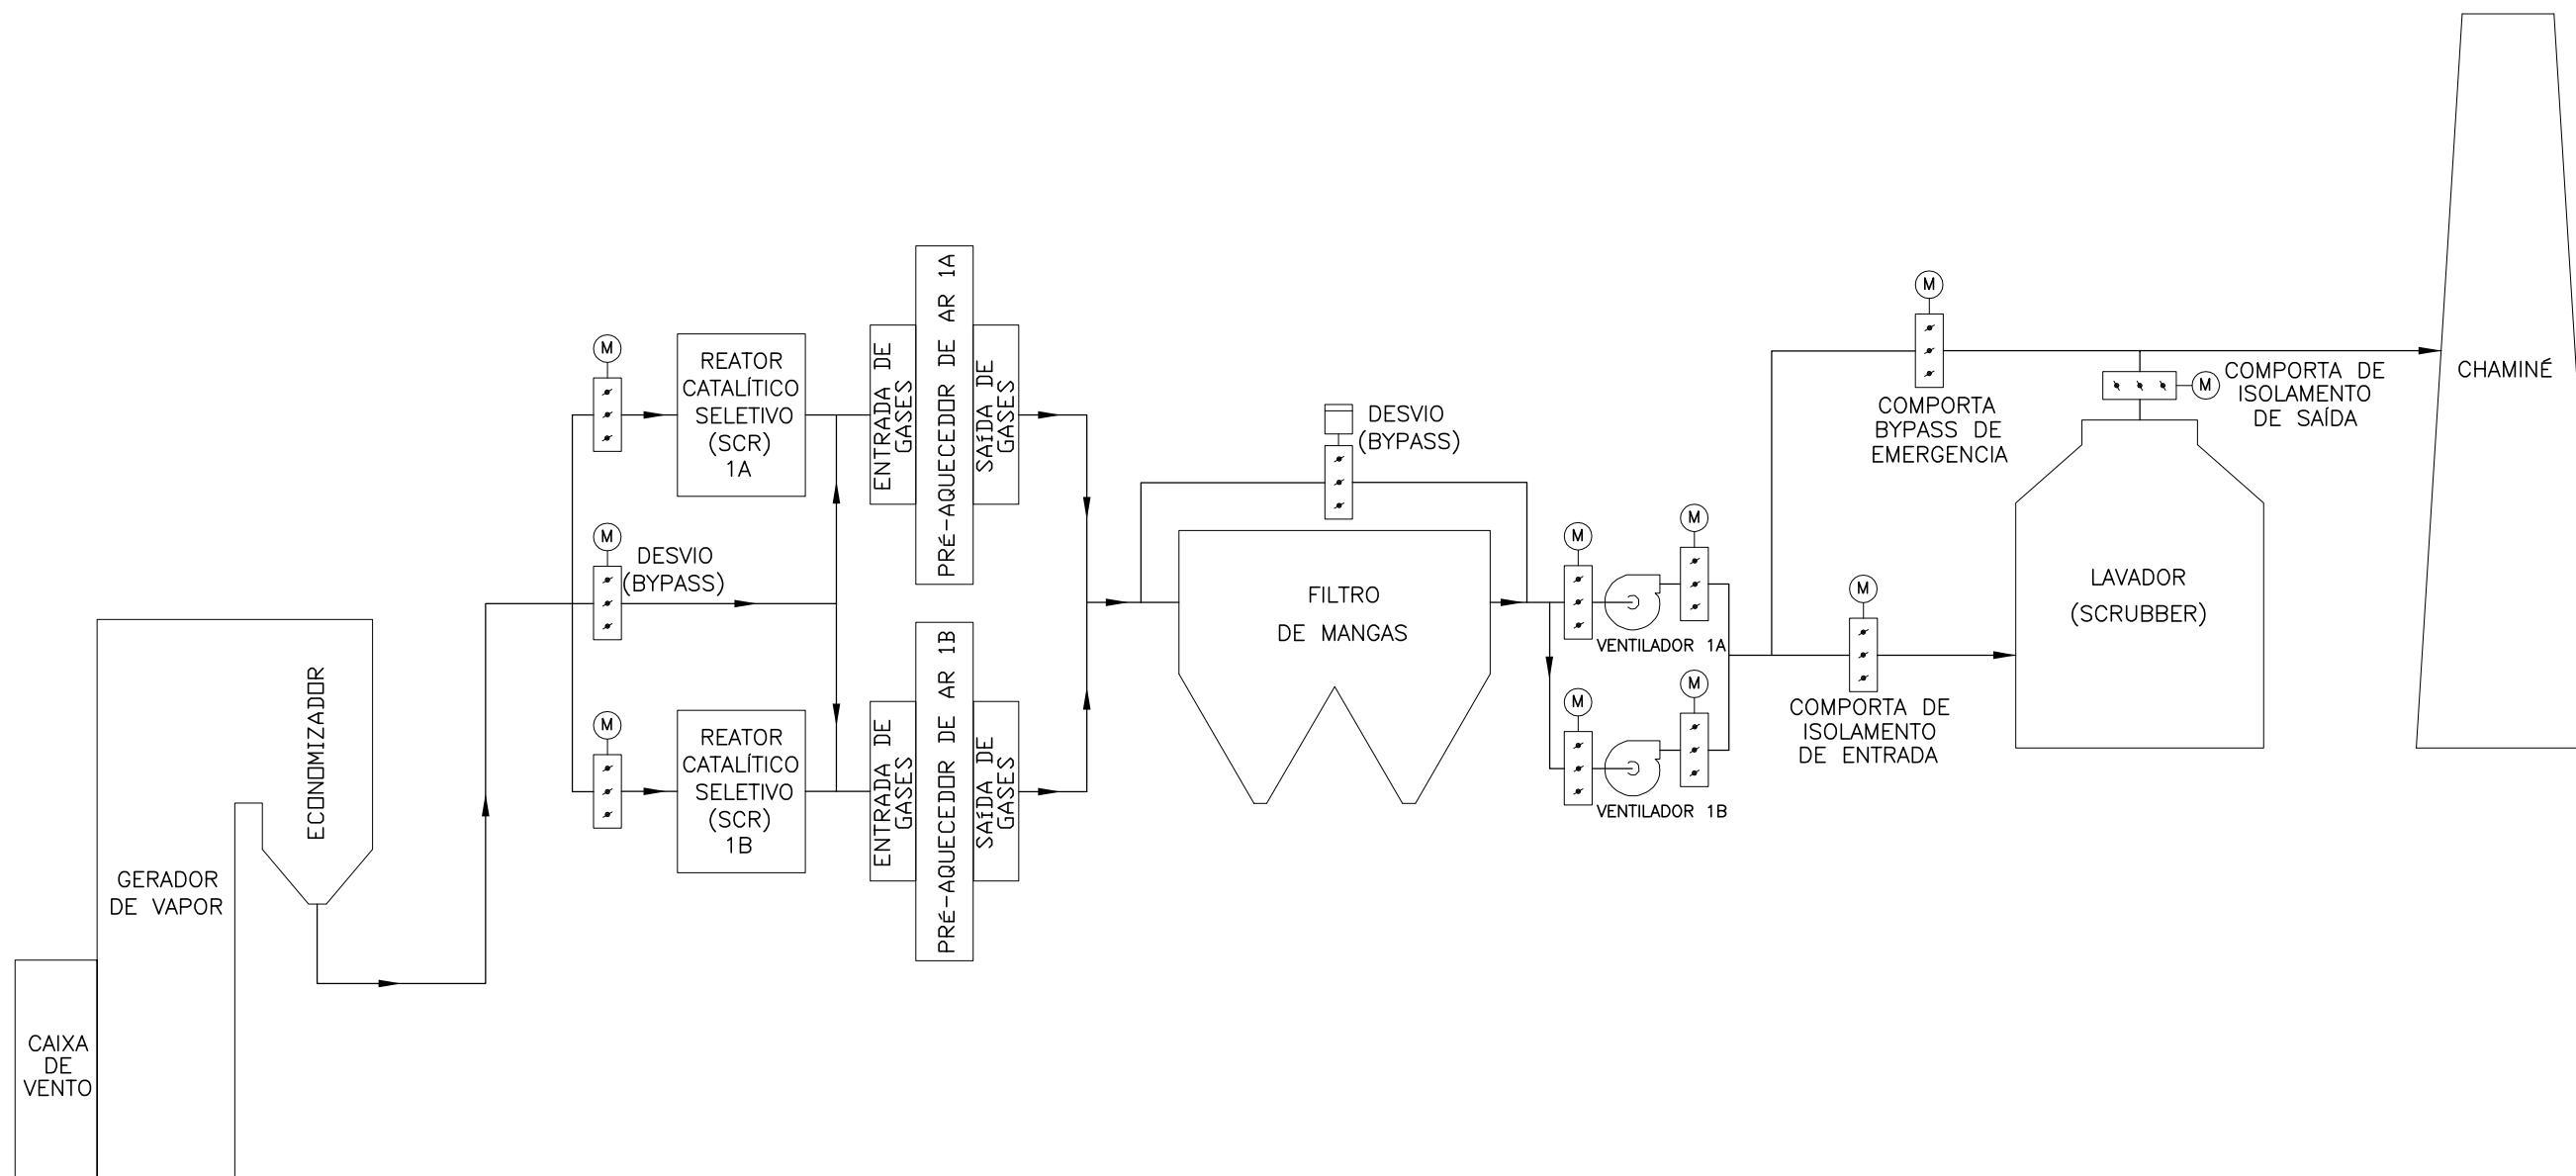 CAIXA
DE
VENTO
GERADOR
DE VAPOR
ECONOMIZADOR
M
REATOR
CATALÍTICO
SELETIVO
(SCR)
1A
M
DESVIO
(BYPASS)
M
REATOR
CATALÍTICO
SELETIVO
(SCR)
1B
ENTRADA DE
GASES
PRÉ-AQUECEDOR DE AR 1A
SAÍDA DE
GASES
ENTRADA DE
GASES
PRÉ-AQUECEDOR DE AR 1B
SAÍDA DE
GASES
DESVIO
(BYPASS)
FILTRO
DE MANGAS
M
M
VENTILADOR 1A
M
M
VENTILADOR 1B
M
COMPORTA
BYPASS DE
EMERGENCIA
M
COMPORTA DE
ISOLAMENTO
DE ENTRADA
M
COMPORTA DE
ISOLAMENTO
DE SAÍDA
LAVADOR
(SCRUBBER)
CHAMINÉ